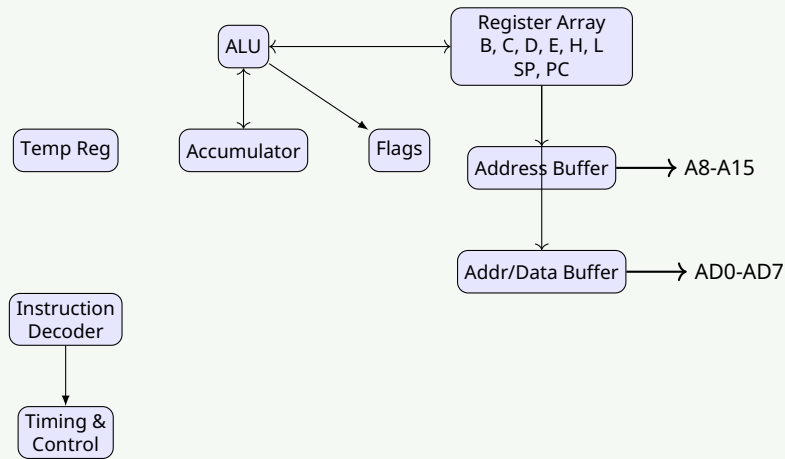 Register Array
B, C, D, E, H, L
SP, PC
ALU
Temp Reg
Accumulator
Flags
Address Buffer
A8-A15
Addr/Data Buffer
AD0-AD7
Instruction
Decoder
Timing &
Control